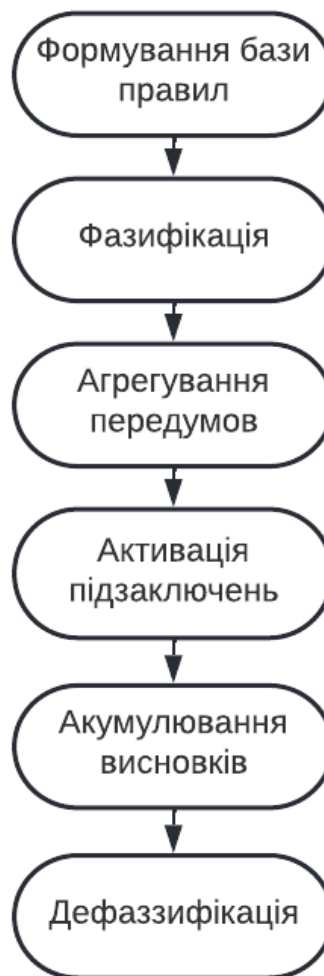 Формування бази
правил
Фазифікація
Агрегування
передумов
Активація
підзаключень
Акумулювання
висновків
Дефаззифікація